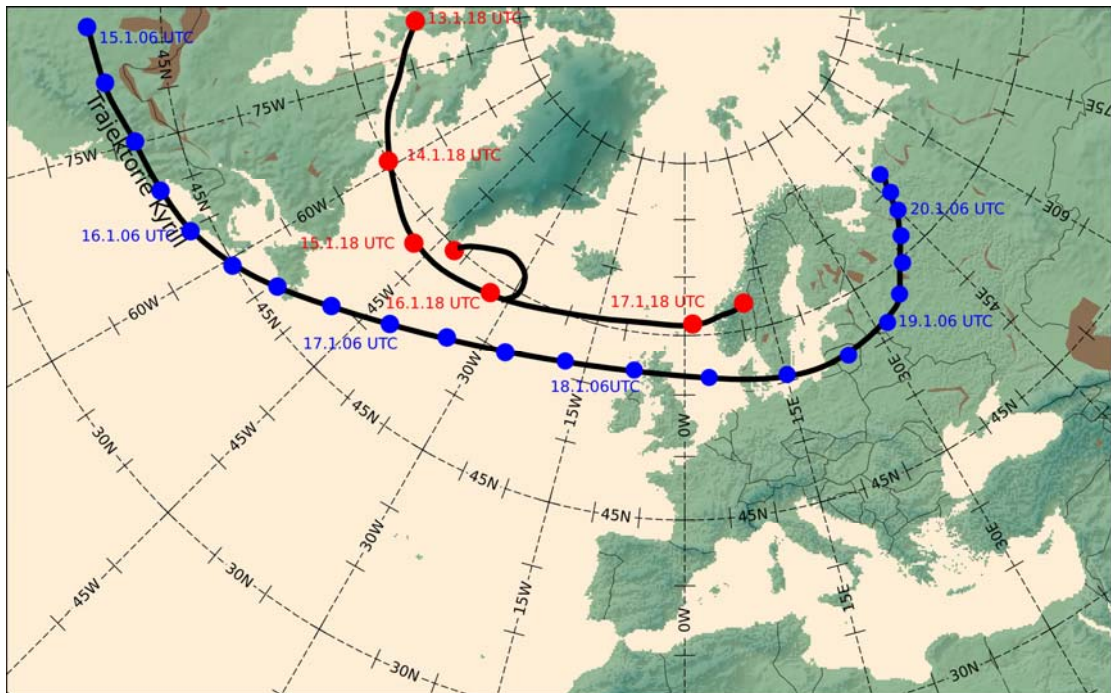 13.1.18 UTC
15.1.06 UTC
45N
75W
75E
Trajektorie Kyrill
75W
14.1.18 UTC
60W
45N
60E
20.1.06 UTC
16.1.06 UTC
15.1.18 UTC
60W
45N
45W
16.1.18 UTC
17.1.18 UTC
45E
19.1.06 UTC
17.1.06 UTC
30W
30E
45N
18.1.06UTC
15W
0W
15E
30N
45W
45N
45N
45N
45N
30W
30E
45W
30N
15W
0W
15E
30N
30N